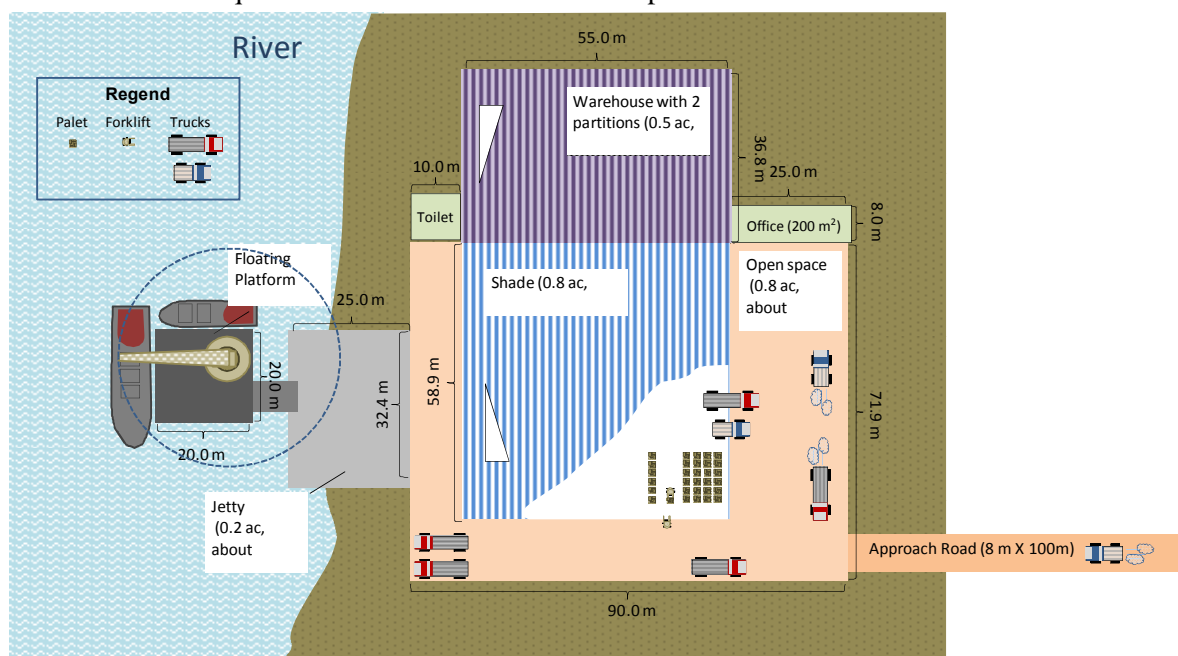 River
Regend
Palet Forklift Trucks
55.0 m
Warehouse with 2
partitions (0.5 ac,
36.8 m
10.0 m
25.0 m
Toilet
Office (200 m²)
8.0 m
Floating
Platform
Shade (0.8 ac,
Open space
(0.8 ac,
about
25.0 m
20.0 m
32.4 m
58.9 m
71.9 m
20.0 m
Jetty
(0.2 ac,
about
Approach Road (8 m X 100m)
90.0 m